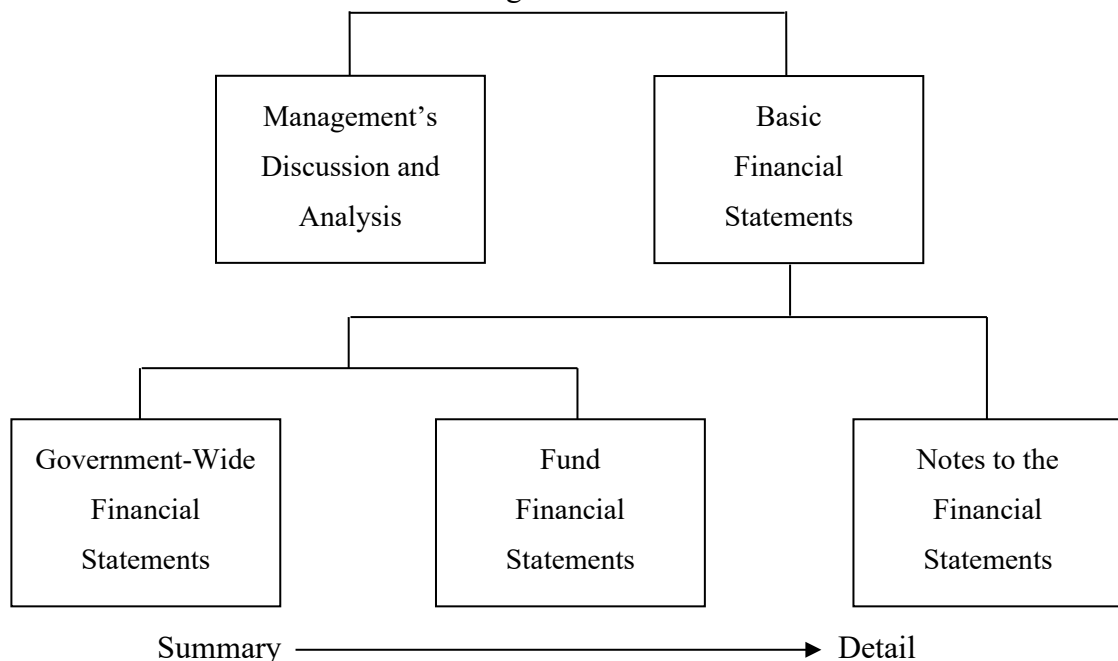 Management’s
Discussion and
Analysis
Basic
Financial
Statements
Government-Wide
Financial
Statements
Fund
Financial
Statements
Notes to the
Financial
Statements
Summary
Detail